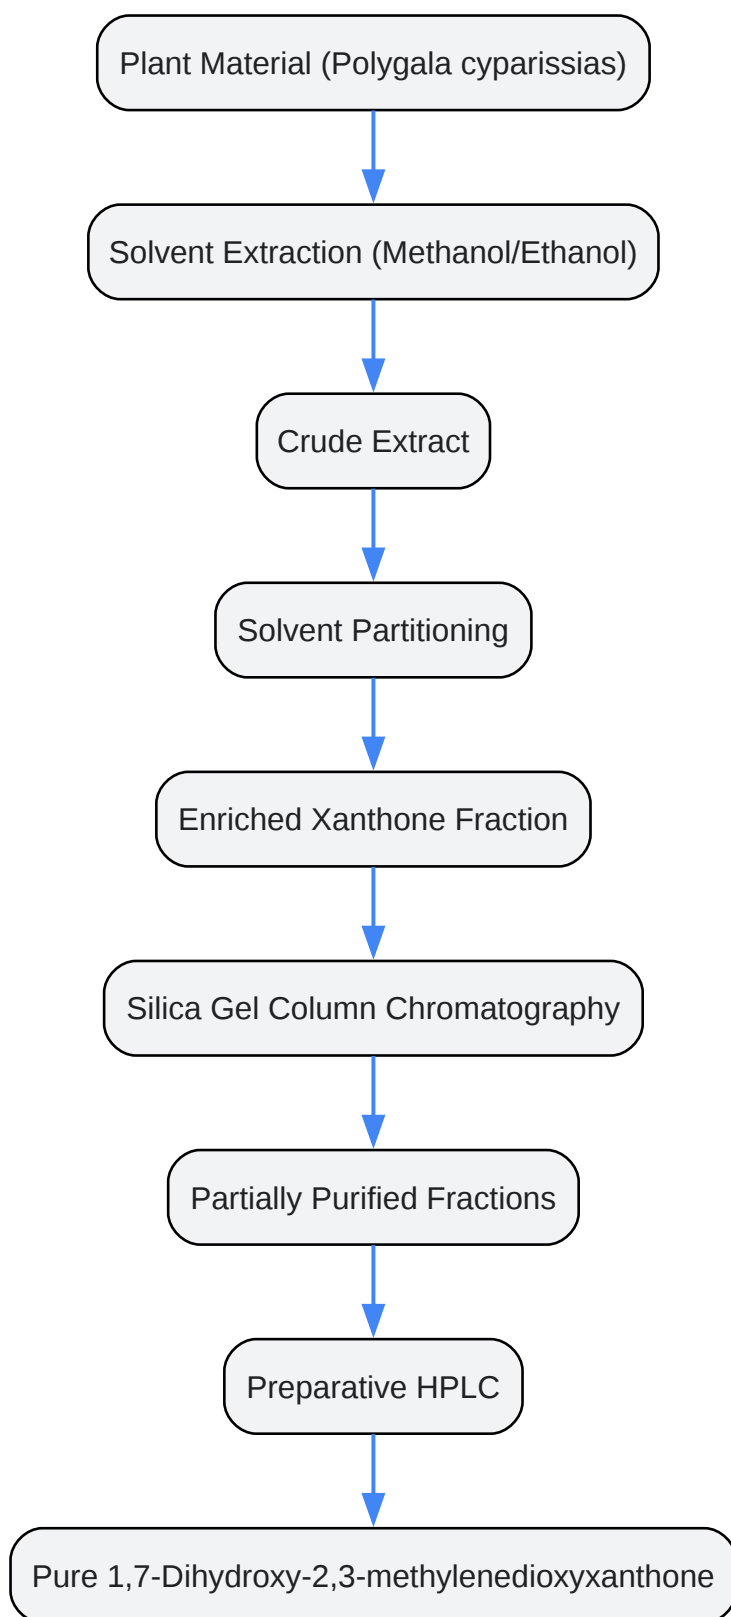 Plant Material (Polygala cyparissias)
Solvent Extraction (Methanol/Ethanol)
Crude Extract
Solvent Partitioning
Enriched Xanthone Fraction
Silica Gel Column Chromatography
Partially Purified Fractions
Preparative HPLC
Pure 1,7-Dihydroxy-2,3-methylenedioxyxanthone